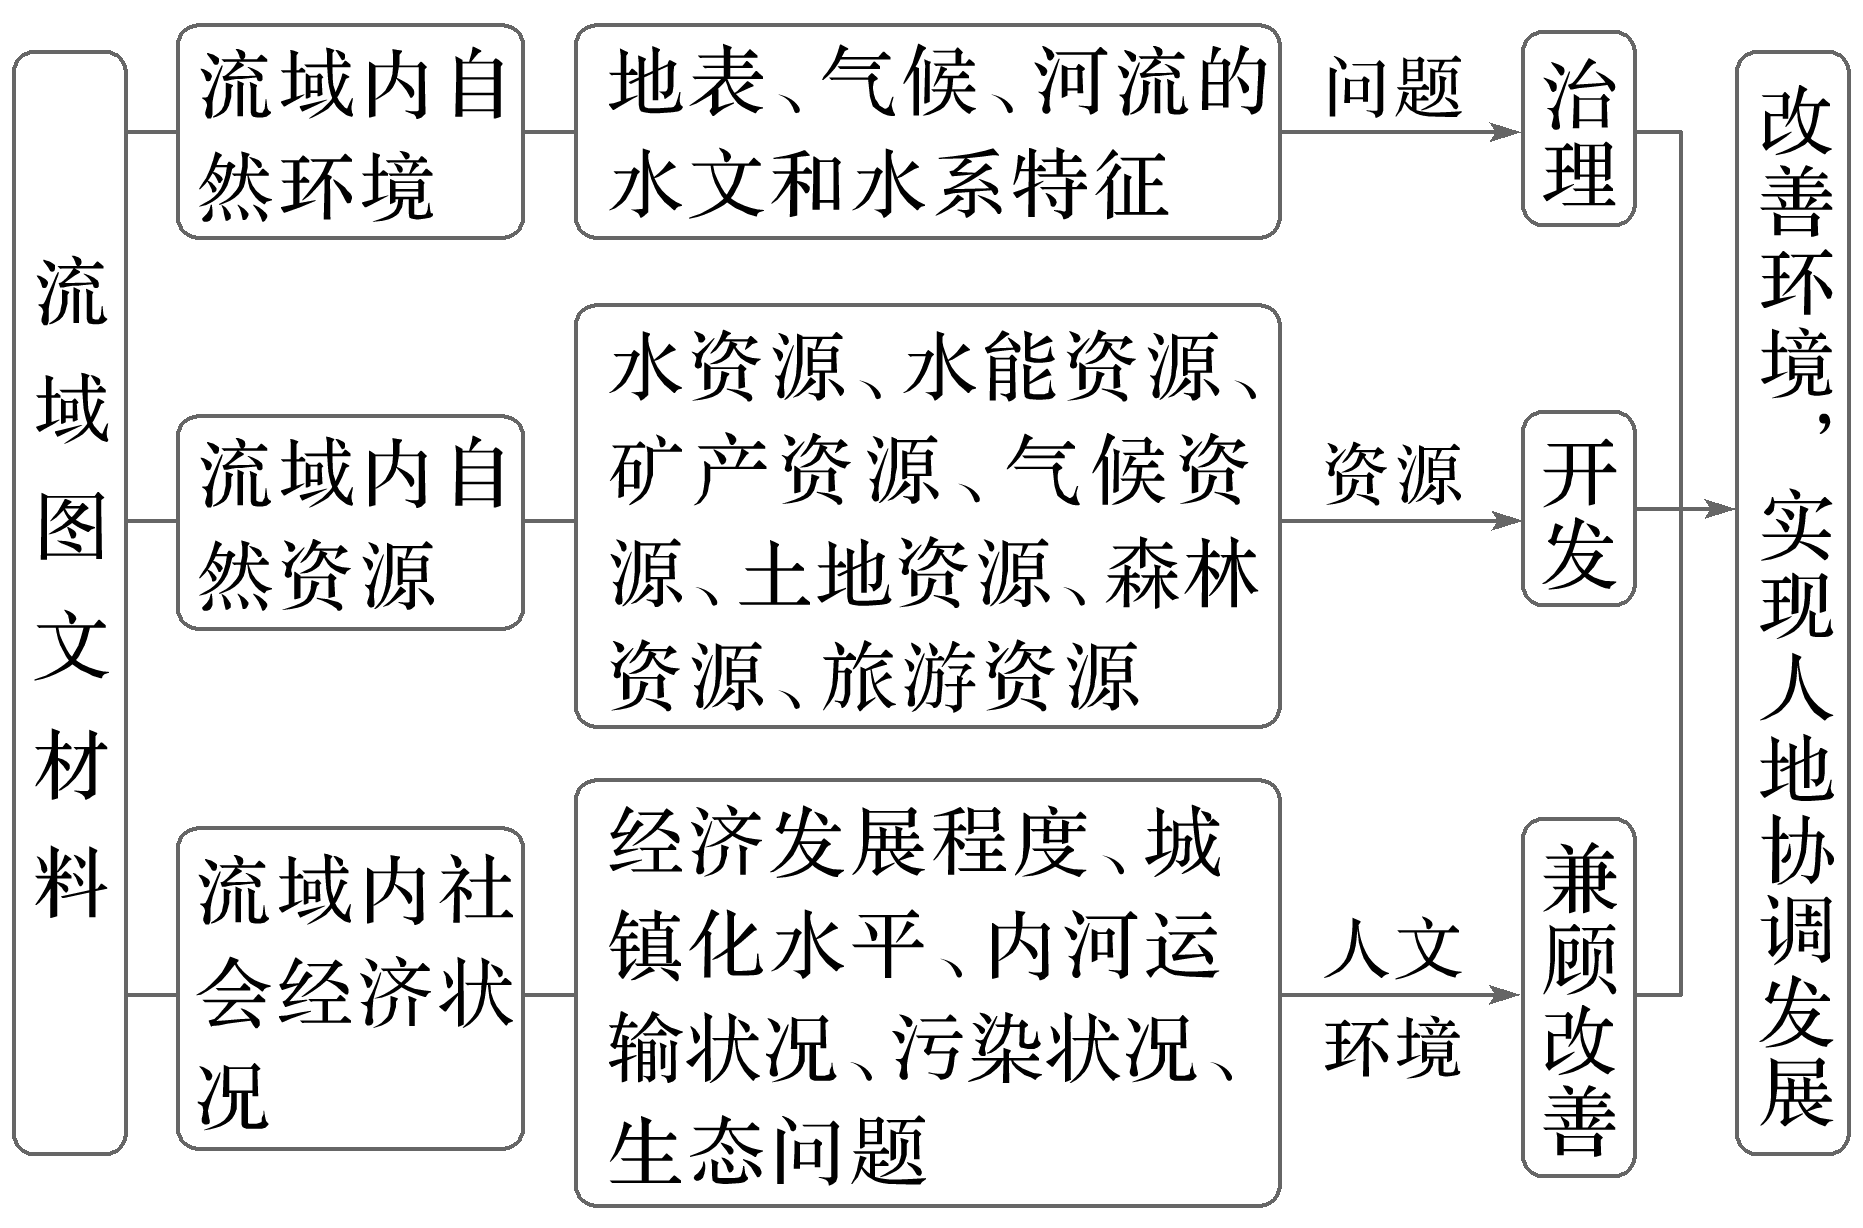 流域图文材料
流域内自
然环境
地表、气候、河流的
水文和水系特征
问题
治理
流域内自
然资源
水资源、水能资源、
矿产资源、气候资
源、土地资源、森林
资源、旅游资源
资源
开发
流域内社
会经济状
况
经济发展程度、城
镇化水平、内河运
输状况、污染状况、
生态问题
人文
环境
兼顾改善
改善环境，实现人地协调发展